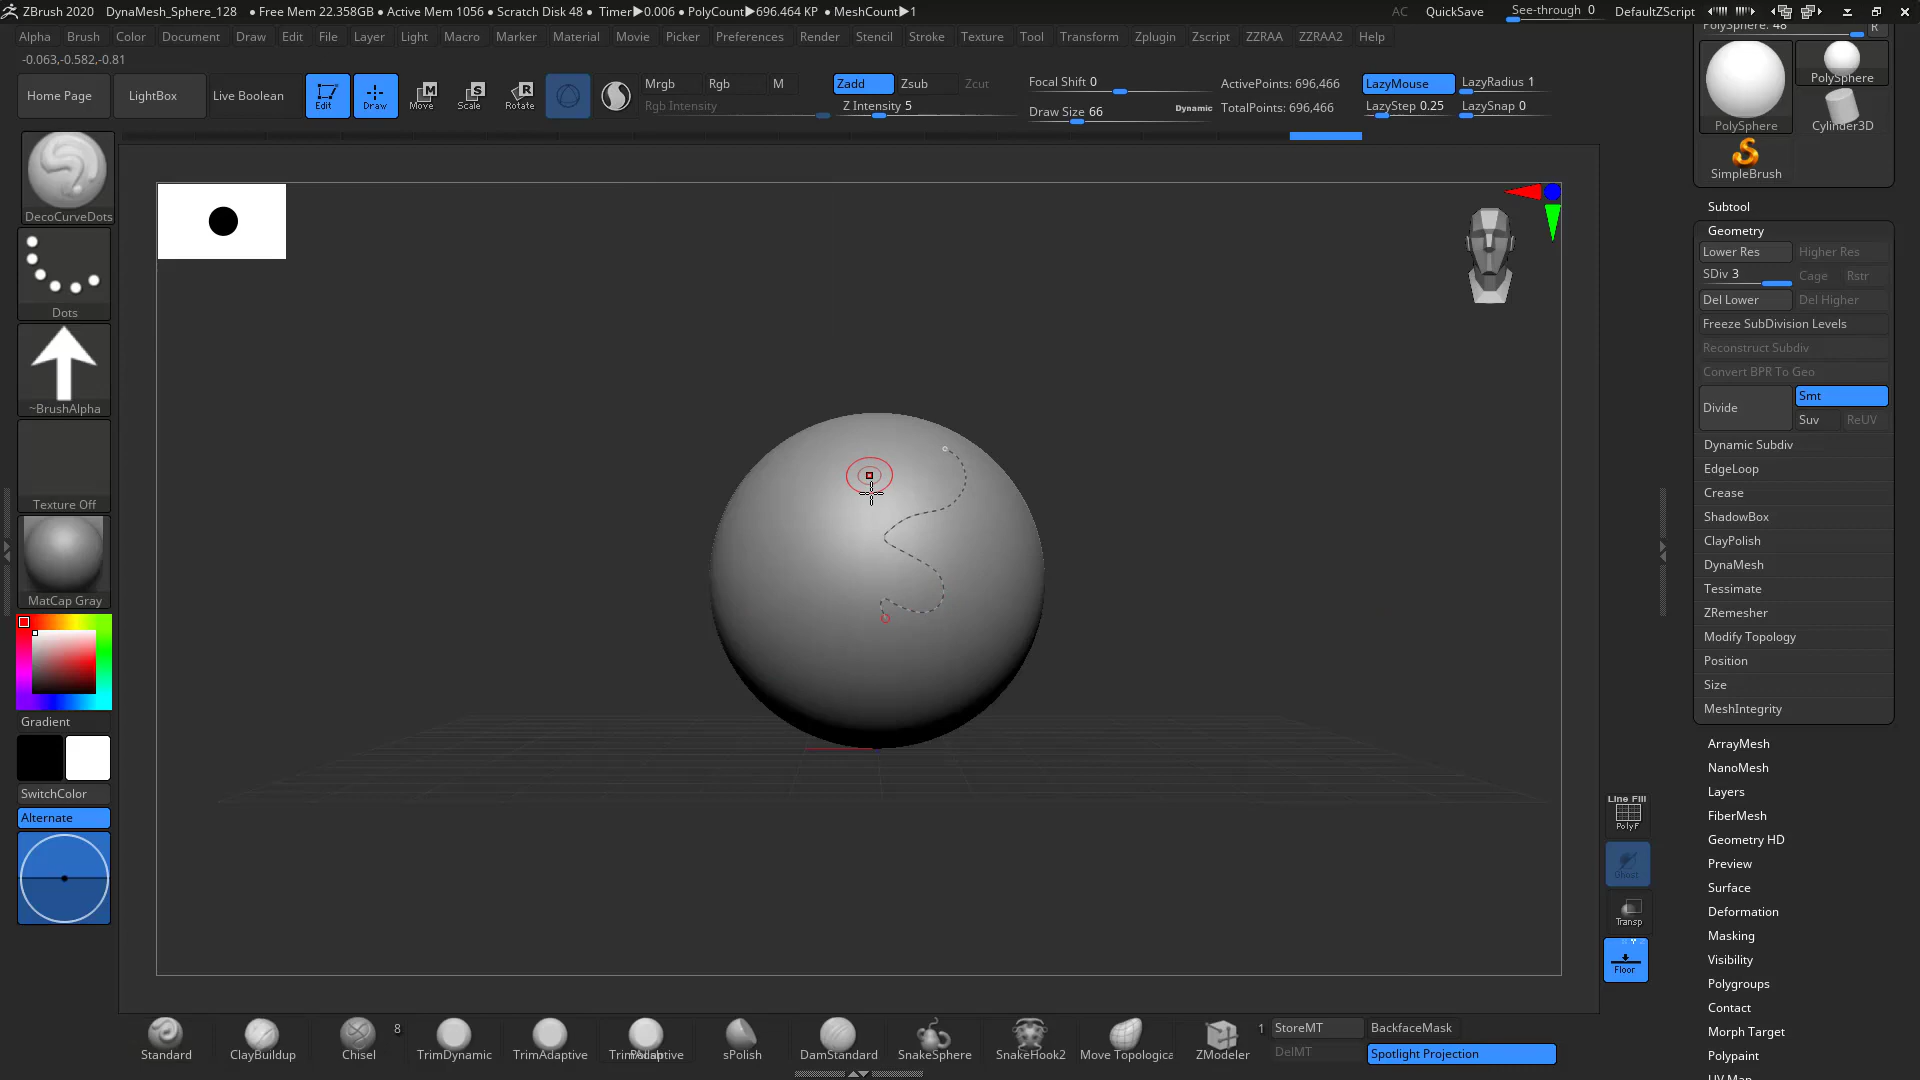 ZBrush 2020 DynaMesh_Sphere_128 • Free Mem 22.358GB • Active Mem 1056 • Scratch Disk 48 • Timer▶0.006 • PolyCount▶696.464 KP • MeshCount▶1 AC QuickSave See-through 0 DefaultZScript
Alpha Brush Color Document Draw Edit File Layer Light Macro Marker Material Movie Picker Preferences Render Stencil Stroke Texture Tool Transform Zplugin Zscript ZZRAA ZZRAA2 Help
-0.063,-0.582,-0.81
Home Page LightBox Live Boolean Edit Draw Move Scale Rotate
Mrgb Rgb M
Rgb Intensity
Zadd Zsub Zcut
Z Intensity 5
Focal Shift 0
Draw Size 66 Dynamic
ActivePoints: 696,466
TotalPoints: 696,466
LazyMouse LazyRadius 1
LazyStep 0.25 LazySnap 0
DecoCurveDots
Dots
~BrushAlpha
Texture Off
MatCap Gray
Gradient
SwitchColor
Alternate
PolySphere: 48 R
PolySphere PolySphere
Cylinder3D
SimpleBrush
Subtool
Geometry
Lower Res Higher Res
SDiv 3 Cage Rstr
Del Lower Del Higher
Freeze SubDivision Levels
Reconstruct Subdiv
Convert BPR To Geo
Divide Smt
Suv ReUV
Dynamic Subdiv
EdgeLoop
Crease
ShadowBox
ClayPolish
DynaMesh
Tessimate
ZRemesher
Modify Topology
Position
Size
MeshIntegrity
ArrayMesh
NanoMesh
Layers
FiberMesh
Geometry HD
Preview
Surface
Deformation
Masking
Visibility
Polygroups
Contact
Morph Target
Polypaint
UV Map
Line Fill
PolyF
Ghost
Transp
Floor
Standard ClayBuildup Chisel 8 TrimDynamic TrimAdaptive sPolish DamStandard SnakeSphere SnakeHook2 Move Topologica ZModeler 1
StoreMT BackfaceMask
DelMT Spotlight Projection